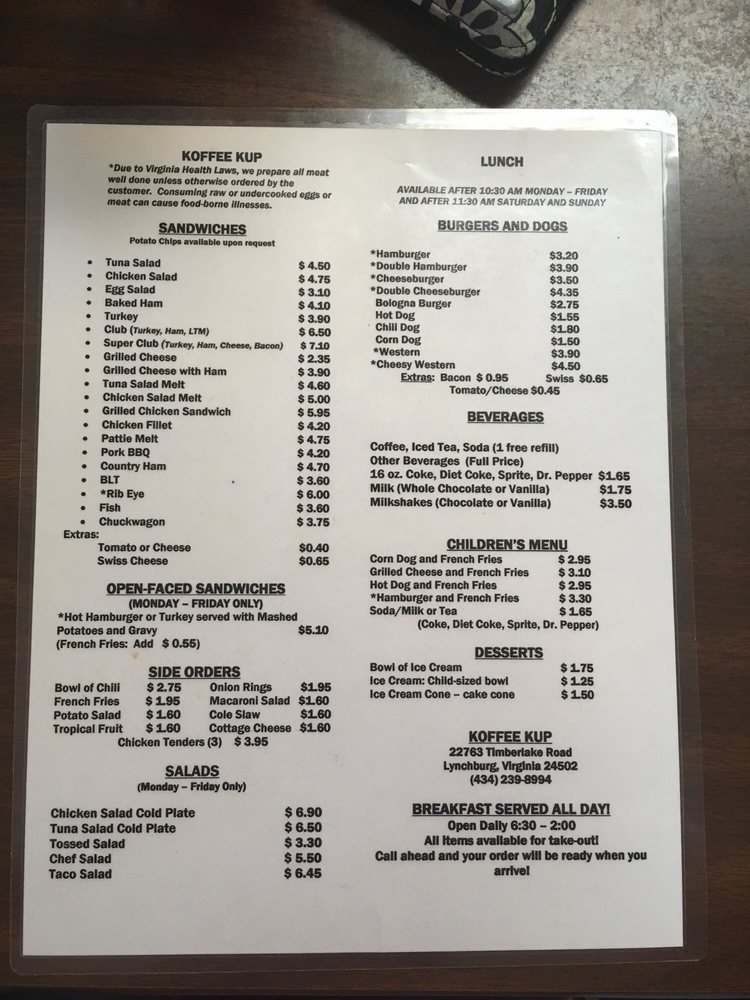 KOFFEE KUP
*Due to Virginia Health Laws, we prepare all meat
well done unless otherwise ordered by the
customer. Consuming raw or undercooked eggs or
meat can cause food-borne illnesses.
SANDWICHES
Potato Chips available upon request
• Tuna Salad $ 4.50
• Chicken Salad $ 4.75
• Egg Salad $ 3.10
• Baked Ham $ 4.10
• Turkey $ 3.90
• Club (Turkey, Ham, LTM) $ 6.50
• Super Club (Turkey, Ham, Cheese, Bacon) $ 7.10
• Grilled Cheese $ 2.35
• Grilled Cheese with Ham $ 3.90
• Tuna Salad Melt $ 4.60
• Chicken Salad Melt $ 5.00
• Grilled Chicken Sandwich $ 5.95
• Chicken Fillet $ 4.20
• Pattie Melt $ 4.75
• Pork BBQ $ 4.20
• Country Ham $ 4.70
• BLT $ 3.60
• *Rib Eye $ 6.00
• Fish $ 3.60
• Chuckwagon $ 3.75
Extras:
Tomato or Cheese $0.40
Swiss Cheese $0.65
OPEN-FACED SANDWICHES
(MONDAY – FRIDAY ONLY)
*Hot Hamburger or Turkey served with Mashed
Potatoes and Gravy $5.10
(French Fries: Add $ 0.55)
SIDE ORDERS
Bowl of Chili $ 2.75 Onion Rings $1.95
French Fries $ 1.95 Macaroni Salad $1.60
Potato Salad $ 1.60 Cole Slaw $1.60
Tropical Fruit $ 1.60 Cottage Cheese $1.60
Chicken Tenders (3) $ 3.95
SALADS
(Monday – Friday Only)
Chicken Salad Cold Plate $ 6.90
Tuna Salad Cold Plate $ 6.50
Tossed Salad $ 3.30
Chef Salad $ 5.50
Taco Salad $ 6.45
LUNCH
AVAILABLE AFTER 10:30 AM MONDAY – FRIDAY
AND AFTER 11:30 AM SATURDAY AND SUNDAY
BURGERS AND DOGS
*Hamburger $3.20
*Double Hamburger $3.90
*Cheeseburger $3.50
*Double Cheeseburger $4.35
Bologna Burger $2.75
Hot Dog $1.55
Chili Dog $1.80
Corn Dog $1.50
*Western $3.90
*Cheesy Western $4.50
Extras: Bacon $ 0.95 Swiss $0.65
Tomato/Cheese $0.45
BEVERAGES
Coffee, Iced Tea, Soda (1 free refill)
Other Beverages (Full Price)
16 oz. Coke, Diet Coke, Sprite, Dr. Pepper $1.65
Milk (Whole Chocolate or Vanilla) $1.75
Milkshakes (Chocolate or Vanilla) $3.50
CHILDREN'S MENU
Corn Dog and French Fries $ 2.95
Grilled Cheese and French Fries $ 3.10
Hot Dog and French Fries $ 2.95
*Hamburger and French Fries $ 3.30
Soda/Milk or Tea $ 1.65
(Coke, Diet Coke, Sprite, Dr. Pepper)
DESSERTS
Bowl of Ice Cream $ 1.75
Ice Cream: Child-sized bowl $ 1.25
Ice Cream Cone – cake cone $ 1.50
KOFFEE KUP
22763 Timberlake Road
Lynchburg, Virginia 24502
(434) 239-8994
BREAKFAST SERVED ALL DAY!
Open Daily 6:30 – 2:00
All items available for take-out!
Call ahead and your order will be ready when you
arrive!